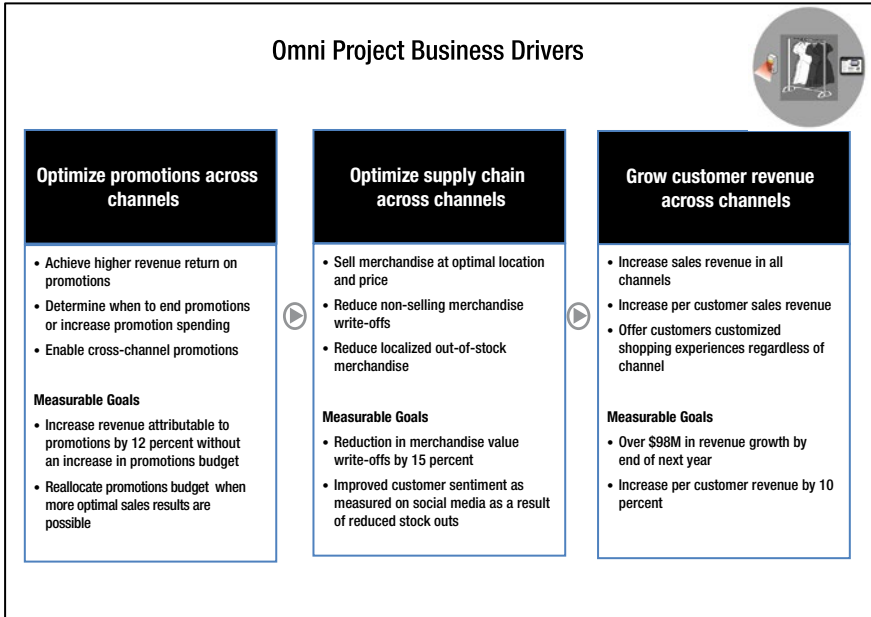 Omni Project Business Drivers
Optimize promotions across
channels
• Achieve higher revenue return on
promotions
• Determine when to end promotions
or increase promotion spending
• Enable cross-channel promotions
Measurable Goals
• Increase revenue attributable to
promotions by 12 percent without
an increase in promotions budget
• Reallocate promotions budget when
more optimal sales results are
possible
Optimize supply chain
across channels
• Sell merchandise at optimal location
and price
• Reduce non-selling merchandise
write-offs
• Reduce localized out-of-stock
merchandise
Measurable Goals
• Reduction in merchandise value
write-offs by 15 percent
• Improved customer sentiment as
measured on social media as a result
of reduced stock outs
Grow customer revenue
across channels
• Increase sales revenue in all
channels
• Increase per customer sales revenue
• Offer customers customized
shopping experiences regardless of
channel
Measurable Goals
• Over $98M in revenue growth by
end of next year
• Increase per customer revenue by 10
percent